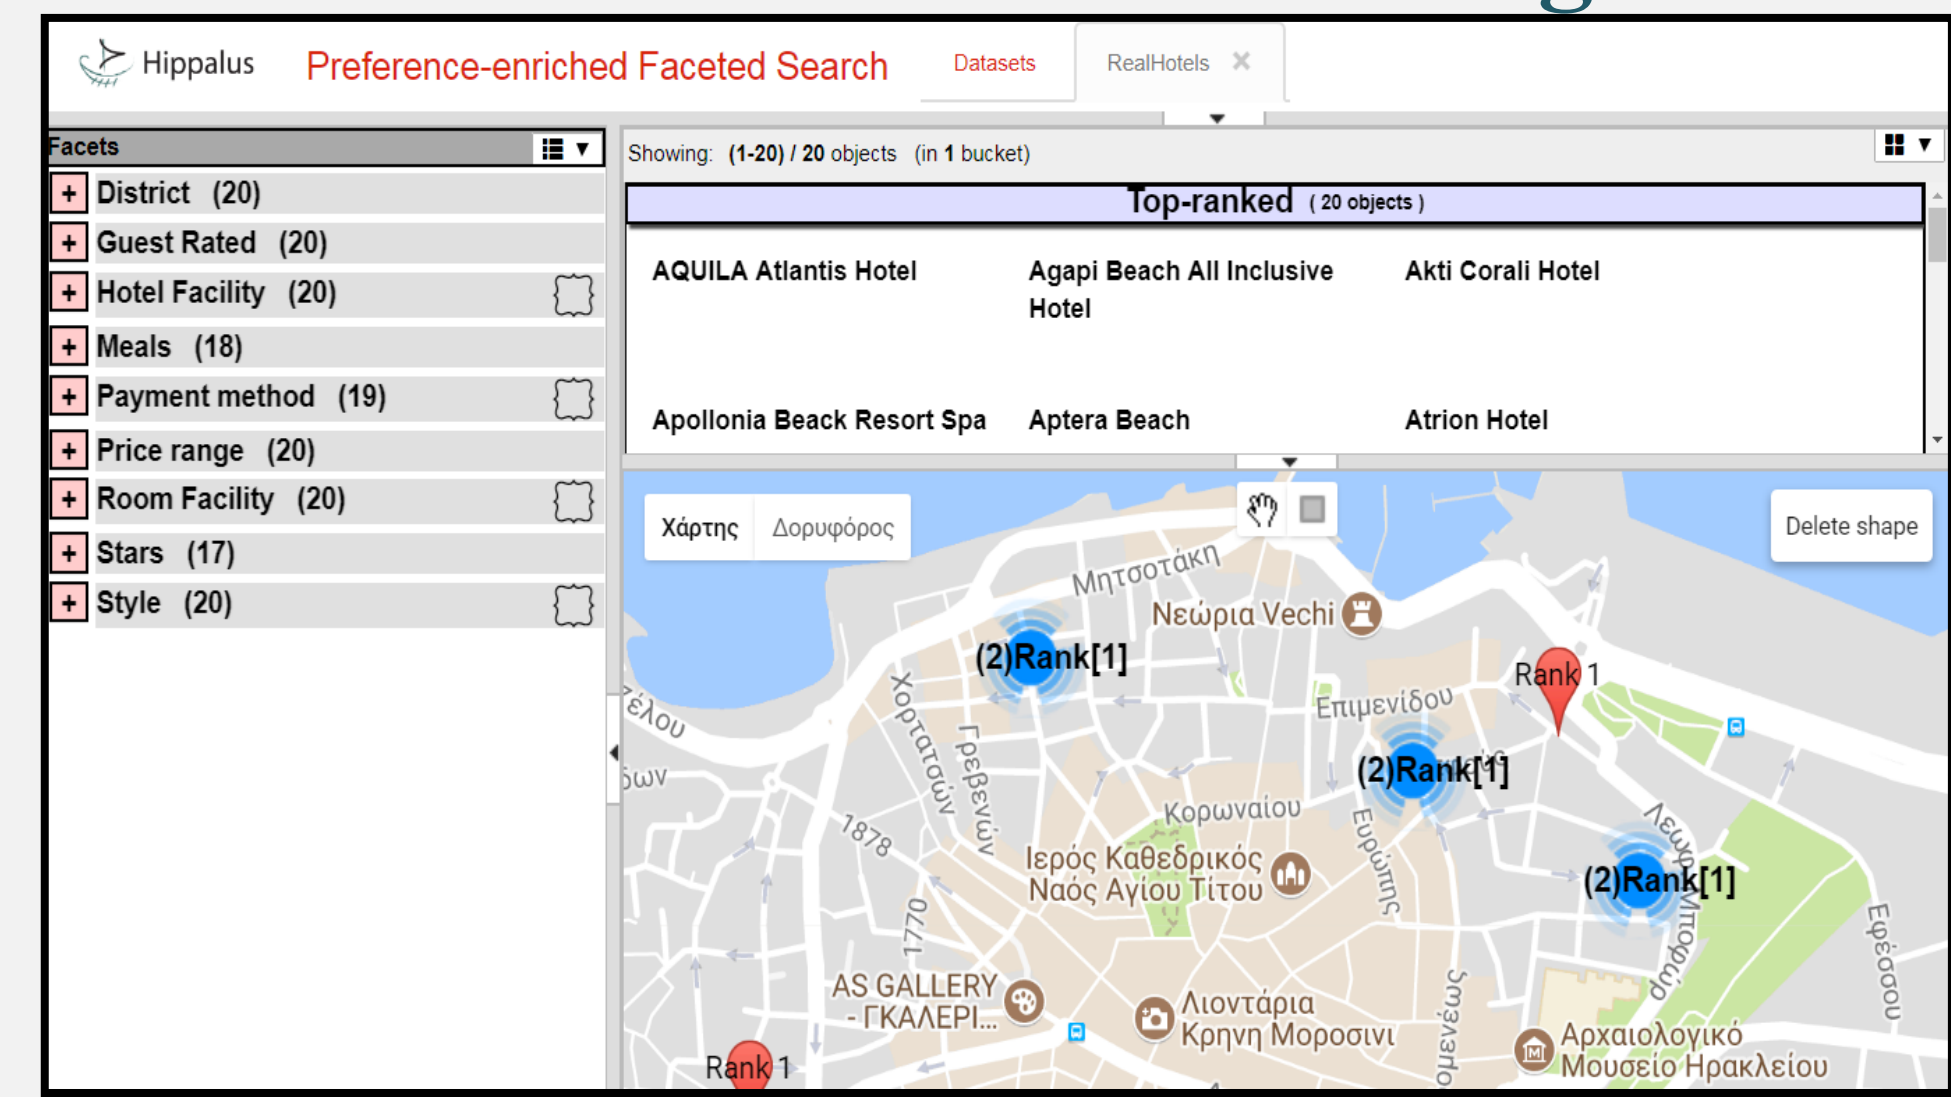 Hippalus
Preference-enriched Faceted Search
Datasets
RealHotels
Facets
District (20)
Guest Rated (20)
Hotel Facility (20)
Meals (18)
Payment method (19)
Price range (20)
Room Facility (20)
Stars (17)
Style (20)
Showing: (1-20) / 20 objects (in 1 bucket)
Top-ranked ( 20 objects )
AQUILA Atlantis Hotel
Agapi Beach All Inclusive
Hotel
Akti Corali Hotel
Apollonia Beack Resort Spa
Aptera Beach
Atrion Hotel
Χάρτης
Δορυφόρος
Delete shape
Μητσοτάκη
Νεώρια Vechi
(2)Rank[1]
Rank 1
Επιμενίδου
Χορτατσών
Γρεβενών
(2)Rank[1]
Κορωναίου
1878
Ευρώπης
Ιερός Καθεδρικός
Ναός Αγίου Τίτου
(2)Rank[1]
1770
Εφέσσου
AS GALLERY
- ΓΚΑΛΕΡΙ...
Λιοντάρια
Κρηνη Μοροσινι
Αρχαιολογικό
Μουσείο Ηρακλείου
Rank 1